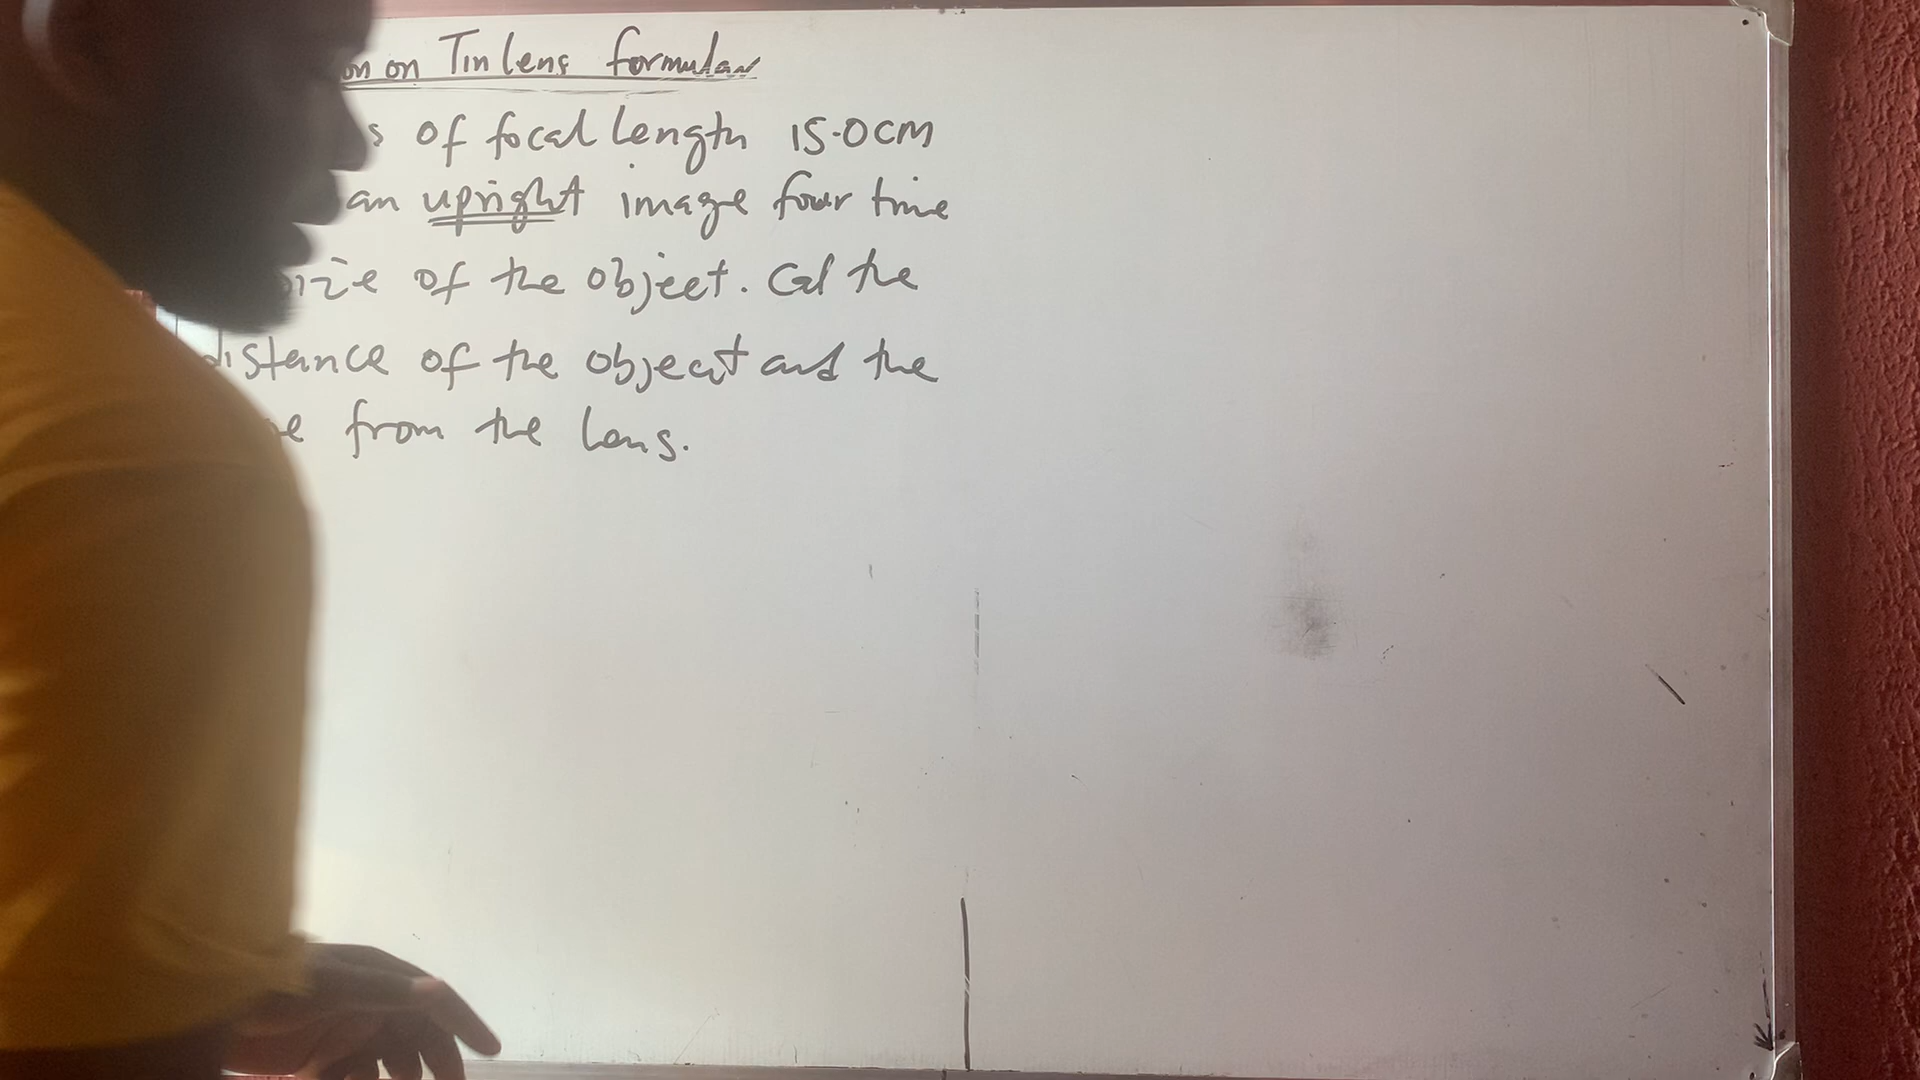 on Tin lens formular
of focal length 15.0cm
an upright image four time
size of the object. Cal the
distance of the object and the
from the lens.